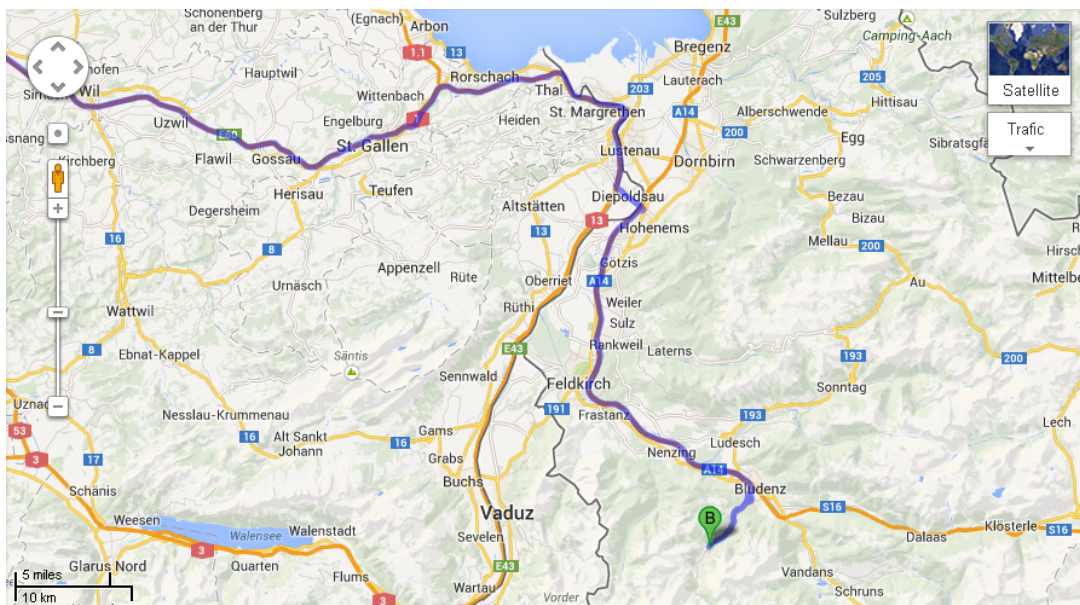 Schönenberg
an der Thur
(Egnach)
Arbon
E43
Sulzberg
Camping-Aach
1.1
13
Bregenz
Satellite
hofen
Hauptwil
Rorschach
Lauterach
205
Wil
Wittenbach
Thal
203
Hittisau
Trafic
Uzwil
Engelburg
Heiden
St. Margrethen
A14
Alberschwende
E60
St. Gallen
200
Egg
Kirchberg
Flawil
Gossau
Lustenau
Dornbirn
Schwarzenberg
Herisau
Teufen
Diepoldsau
Bezau
Degersheim
Altstätten
13
Hohenems
Bizau
16
8
13
Mellau
200
Appenzell
Rüte
Götzis
Au
Urnäsch
Oberriet
A14
Wattwil
Rüthi
Weiler
Sulz
8
Ebnat-Kappel
Säntis
E43
Rankweil
Laterns
193
200
Sennwald
Feldkirch
Sonntag
Nesslau-Krummenau
191
Frastanz
193
Lech
53
16
Alt Sankt
Johann
16
Gams
Ludesch
3
17
Grabs
Nenzing
A14
Schänis
Buchs
Bludenz
Weesen
Walensee
Walenstadt
Vaduz
B
S16
Klösterle
S16
3
Quarten
Sevelen
Dalaas
Glarus Nord
Flums
E43
Vandans
5 miles
3
Wartau
Vorder
Schruns
10 km